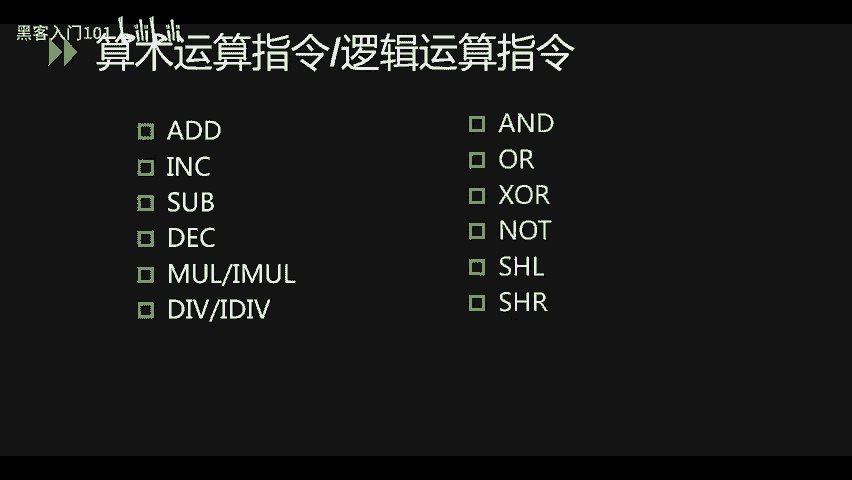 黑客入门101
算术运算指令/逻辑运算指令
ADD
INC
SUB
DEC
MUL/IMUL
DIV/IDIV
AND
OR
XOR
NOT
SHL
SHR